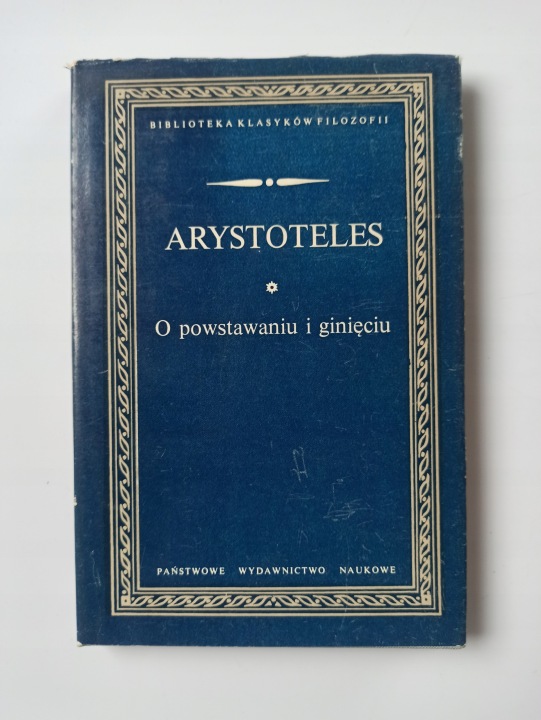 BIBLIOTEKA KLASYKÓW FILOZOFII
ARYSTOTELES
O powstawaniu i ginięciu
PAŃSTWOWE WYDAWNICTWO NAUKOWE